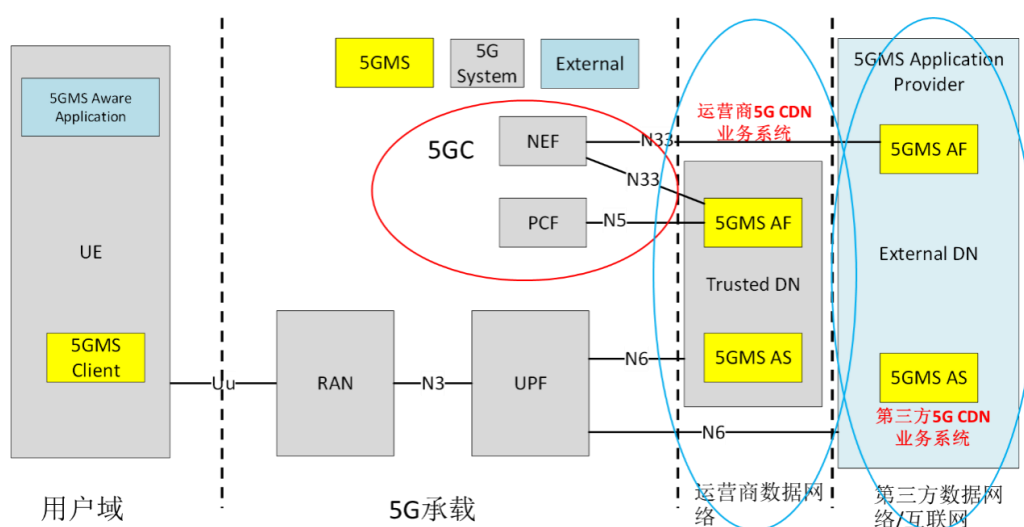 5GMS
5G
System
External
5GMS Aware
Application
UE
5GMS
Client
Uu
RAN
N3
UPF
5GC
NEF
PCF
N33
N33
N5
N6
N6
运营商5G CDN
业务系统
5GMS AF
Trusted DN
5GMS AS
5GMS Application
Provider
5GMS AF
External DN
5GMS AS
第三方5G CDN
业务系统
用户域
5G承载
运营商数据网
络
第三方数据网
络/互联网